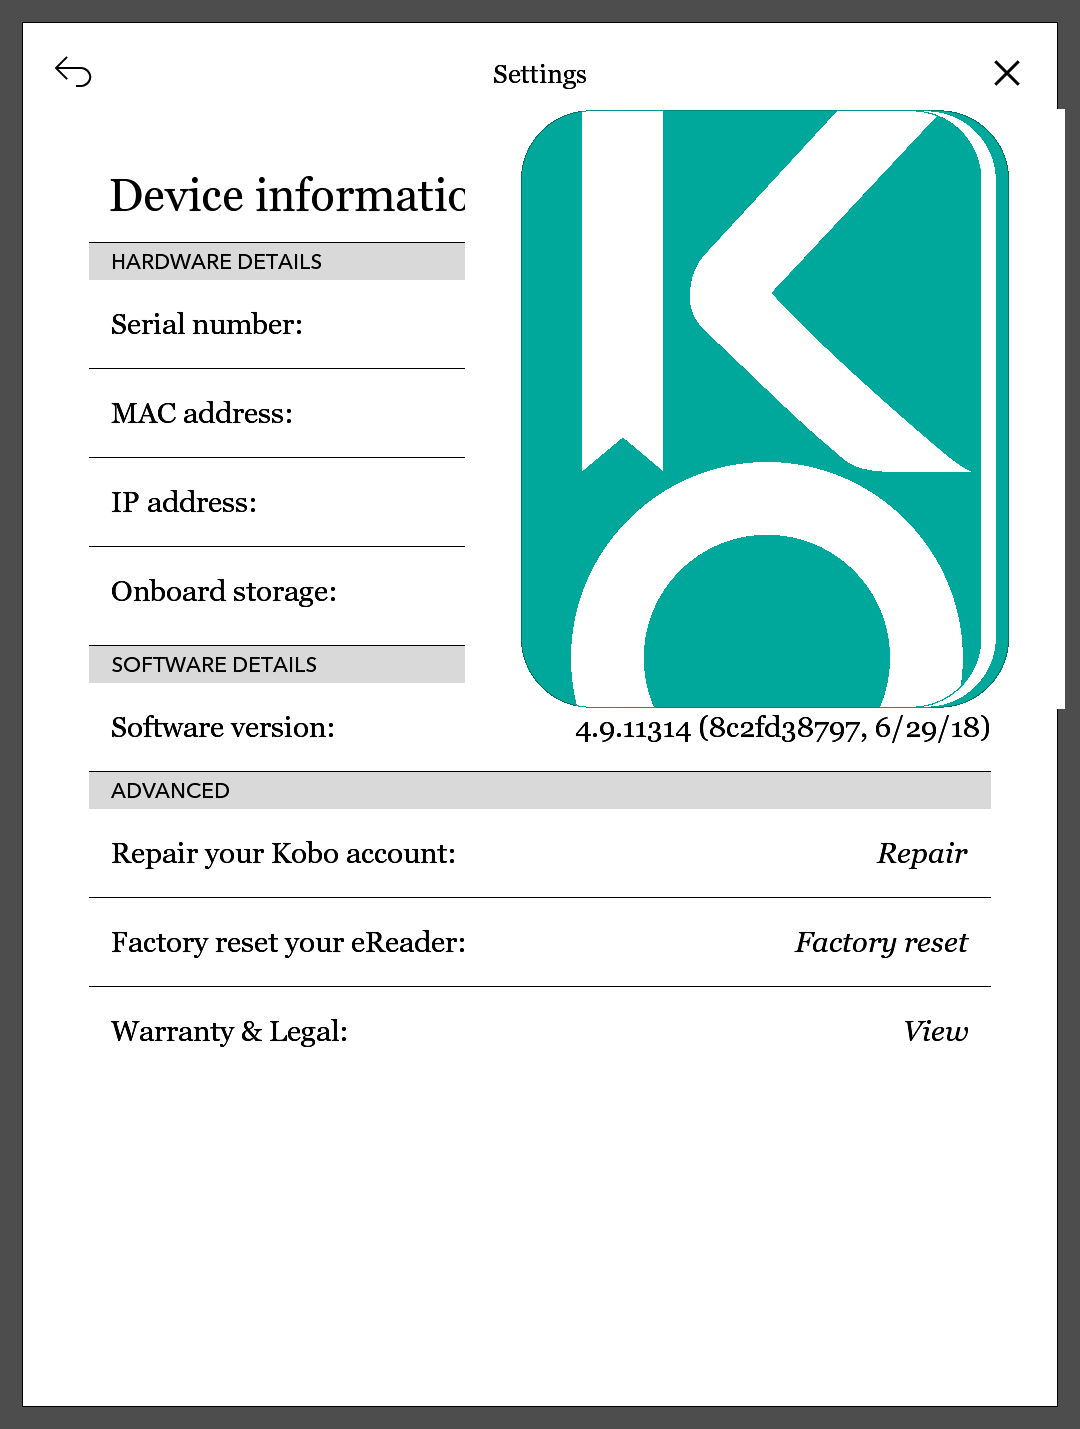 Settings
Device informatio
HARDWARE DETAILS
Serial number:
MAC address:
IP address:
Onboard storage:
SOFTWARE DETAILS
Software version: 4.9.11314 (8c2fd38797, 6/29/18)
ADVANCED
Repair your Kobo account: Repair
Factory reset your eReader: Factory reset
Warranty & Legal: View
KO